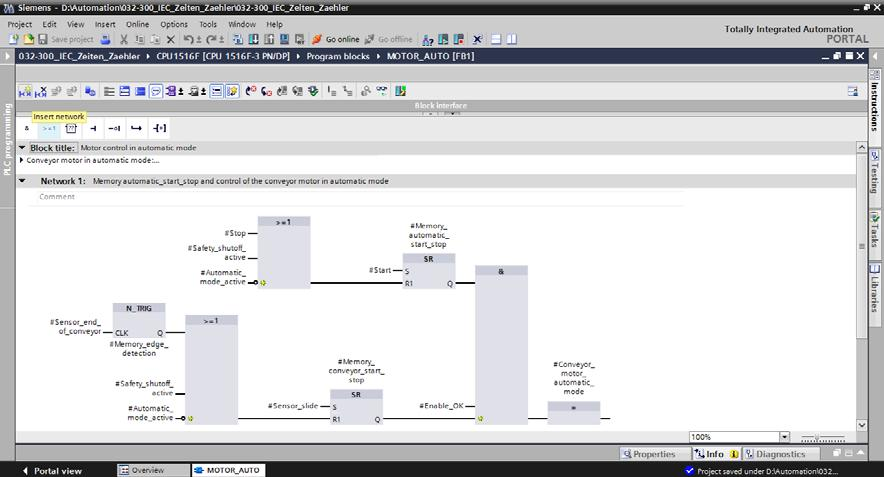 Siemens - D:\Automation\032-300_IEC_Zeiten_Zaehler\032-300_IEC_Zeiten_Zaehler
Project Edit View Insert Online Options Tools Window Help
Totally Integrated Automation
PORTAL
Save project
Go online
Go offline
032-300_IEC_Zeiten_Zaehler CPU1516F [CPU 1516F-3 PN/DP] Program blocks MOTOR_AUTO [FB1]
Block interface
Insert network
& >=1 [??]
PLC programming
Instructions
Testing
Tasks
Libraries
Block title: Motor control in automatic mode
Conveyor motor in automatic mode:...
Network 1: Memory automatic_start_stop and control of the conveyor motor in automatic mode
Comment
#Stop
#Safety_shutoff_
active
#Automatic_
mode_active
>=1
#Memory_
automatic_
start_stop
SR
#Start
S
R1 Q
&
#Sensor_end_
of_conveyor
N_TRIG
CLK Q
#Memory_edge_
detection
>=1
#Safety_shutoff_
active
#Automatic_
mode_active
#Memory_
conveyor_start_
stop
SR
#Sensor_slide
S
R1 Q
#Enable_OK
#Conveyor_
motor_
automatic_
mode
=
100%
Properties Info Diagnostics
Portal view Overview MOTOR_AUTO
Project saved under D:\Automation\032...